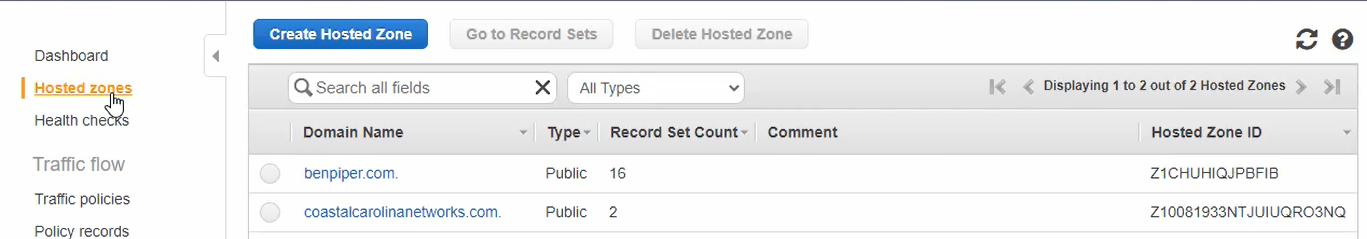 Dashboard
Hosted zones
Health checks
Traffic flow
Traffic policies
Policy records
Create Hosted Zone Go to Record Sets Delete Hosted Zone
Search all fields All Types Displaying 1 to 2 out of 2 Hosted Zones
Domain Name Type Record Set Count Comment Hosted Zone ID
benpiper.com. Public 16 Z1CHUHIQJPBFIB
coastalcarolinanetworks.com. Public 2 Z10081933NTJUIUQRO3NQ